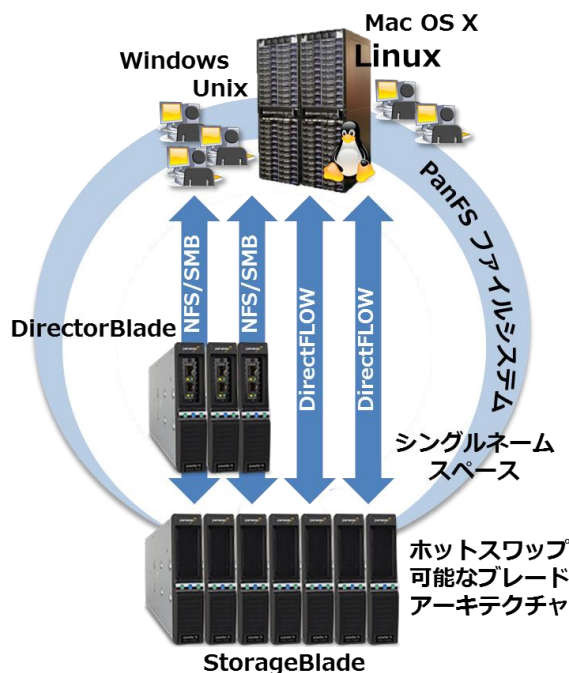 Mac OS X
Linux
Windows
Unix
PanFS ファイルシステム
NFS/SMB
NFS/SMB
DirectFLOW
DirectFLOW
DirectorBlade
シングルネーム
スペース
ホットスワップ
可能なブレード
アーキテクチャ
StorageBlade